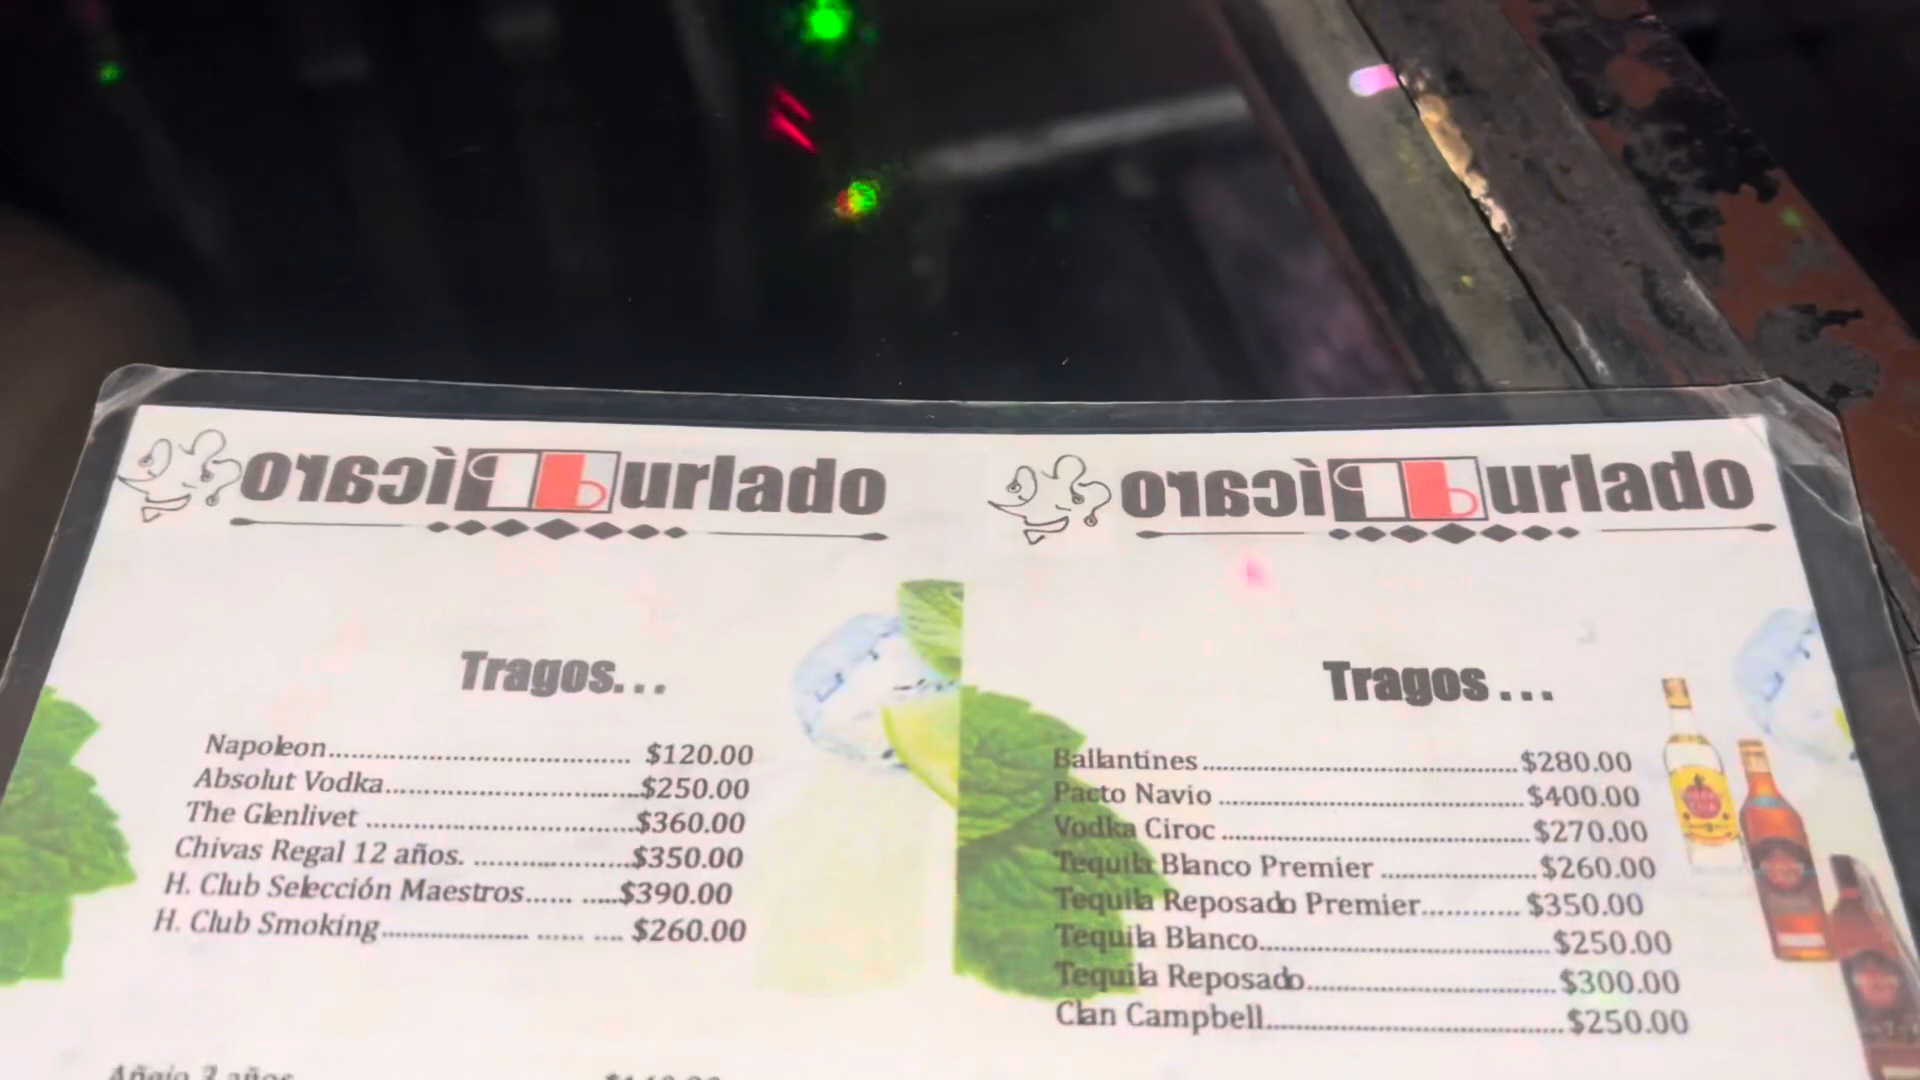 Pícaro Burlado
Tragos...
Napoleon................................... $120.00
Absolut Vodka..............................$250.00
The Glenlivet ...............................$360.00
Chivas Regal 12 años. ...................$350.00
H. Club Selección Maestros...... .....$390.00
H. Club Smoking................. ...... .... $260.00
Añejo 3 años
Pícaro Burlado
Tragos...
Ballantines.....................................$280.00
Pacto Navio ...................................$400.00
Vodka Ciroc ...................................$270.00
Tequila Blanco Premier ..................$260.00
Tequila Reposado Premier............ $350.00
Tequila Blanco.................................$250.00
Tequila Reposado............................$300.00
Clan Campbell.................................$250.00